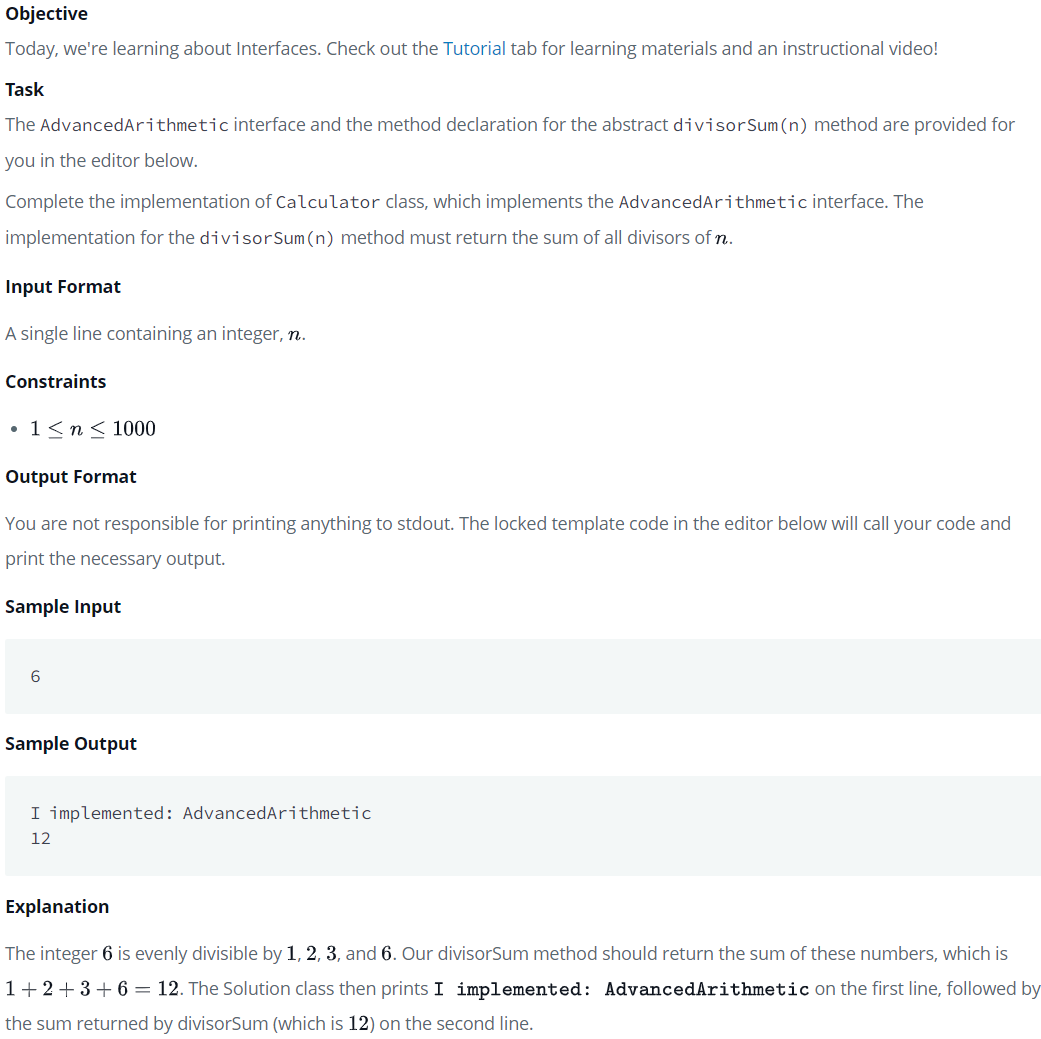 Objective
Today, we're learning about Interfaces. Check out the Tutorial tab for learning materials and an instructional video!
Task
The AdvancedArithmetic interface and the method declaration for the abstract divisorSum(n) method are provided for
you in the editor below.
Complete the implementation of Calculator class, which implements the AdvancedArithmetic interface. The
implementation for the divisorSum(n) method must return the sum of all divisors of n.
Input Format
A single line containing an integer, n.
Constraints
• 1 ≤ n ≤ 1000
Output Format
You are not responsible for printing anything to stdout. The locked template code in the editor below will call your code and
print the necessary output.
Sample Input
6
Sample Output
I implemented: AdvancedArithmetic
12
Explanation
The integer 6 is evenly divisible by 1, 2, 3, and 6. Our divisorSum method should return the sum of these numbers, which is
1 + 2 + 3 + 6 = 12. The Solution class then prints I implemented: AdvancedArithmetic on the first line, followed by
the sum returned by divisorSum (which is 12) on the second line.